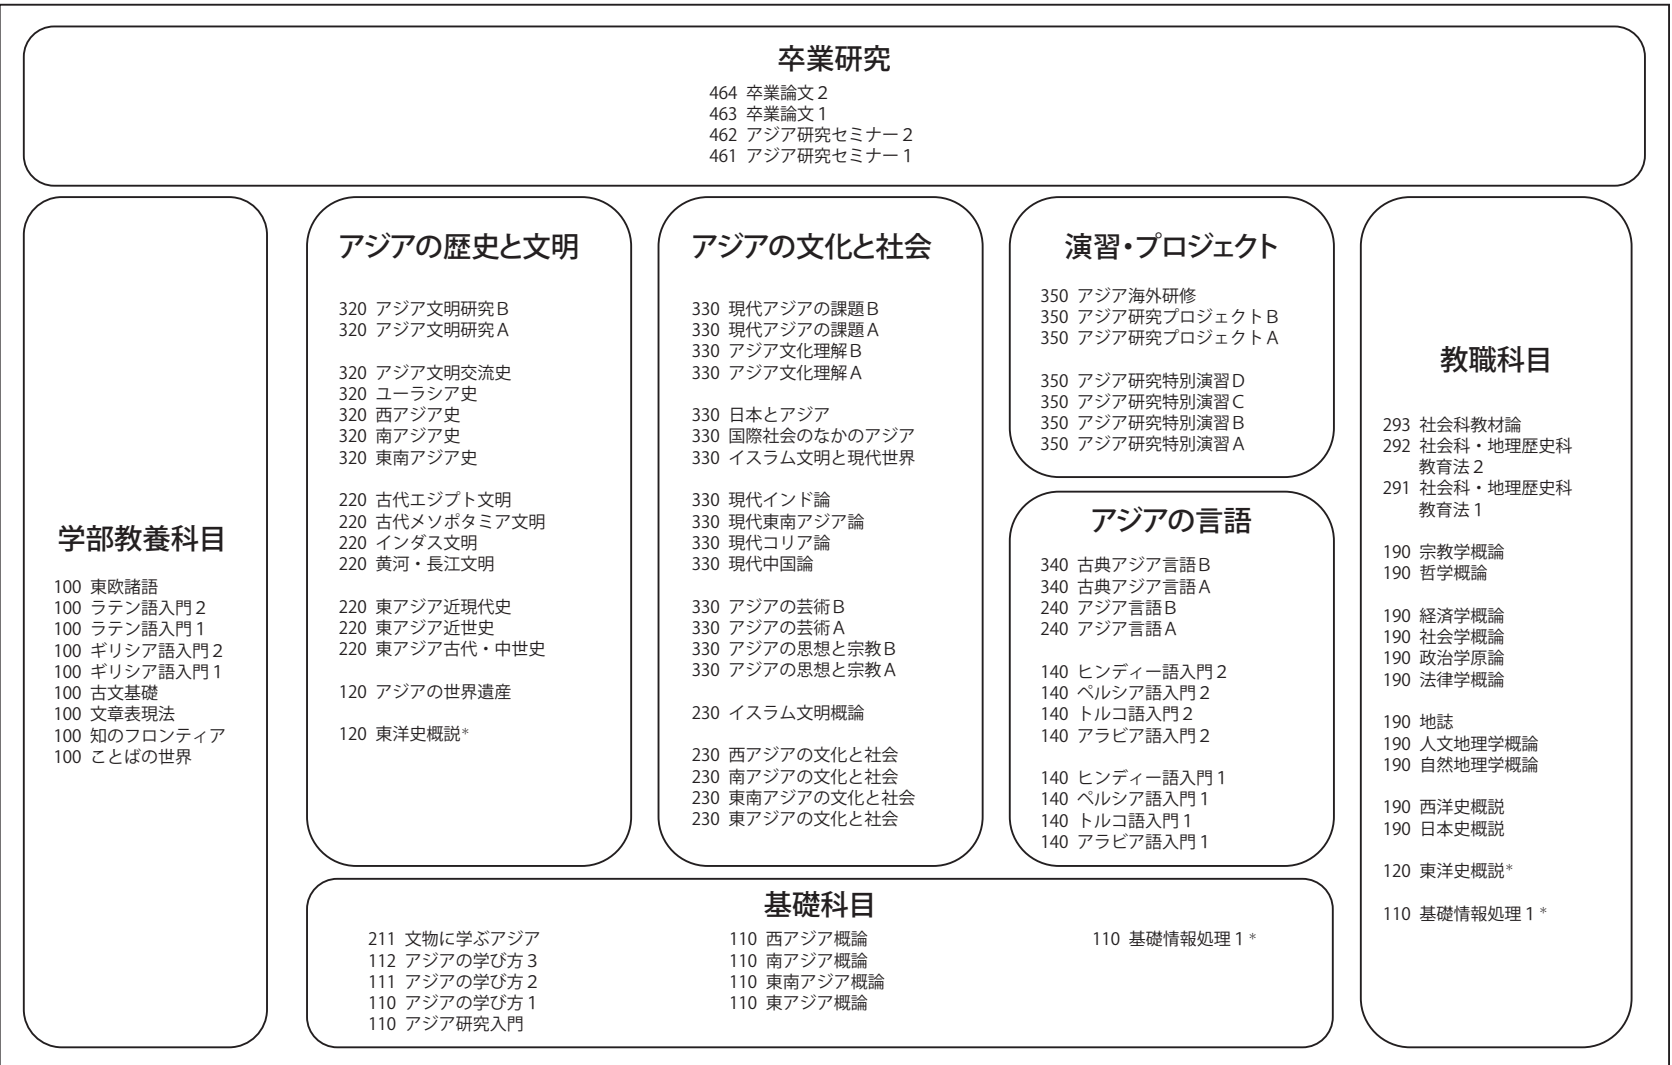 卒業研究
464 卒業論文2
463 卒業論文1
462 アジア研究セミナー2
461 アジア研究セミナー1
学部教養科目
100 東欧諸語
100 ラテン語入門2
100 ラテン語入門1
100 ギリシア語入門2
100 ギリシア語入門1
100 古文基礎
100 文章表現法
100 知のフロンティア
100 ことばの世界
アジアの歴史と文明
320 アジア文明研究B
320 アジア文明研究A
320 アジア文明交流史
320 ユーラシア史
320 西アジア史
320 南アジア史
320 東南アジア史
220 古代エジプト文明
220 古代メソポタミア文明
220 インダス文明
220 黄河・長江文明
220 東アジア近現代史
220 東アジア近世史
220 東アジア古代・中世史
120 アジアの世界遺産
120 東洋史概説*
アジアの文化と社会
330 現代アジアの課題B
330 現代アジアの課題A
330 アジア文化理解B
330 アジア文化理解A
330 日本とアジア
330 国際社会のなかのアジア
330 イスラム文明と現代世界
330 現代インド論
330 現代東南アジア論
330 現代コリア論
330 現代中国論
330 アジアの芸術B
330 アジアの芸術A
330 アジアの思想と宗教B
330 アジアの思想と宗教A
230 イスラム文明概論
230 西アジアの文化と社会
230 南アジアの文化と社会
230 東南アジアの文化と社会
230 東アジアの文化と社会
演習・プロジェクト
350 アジア海外研修
350 アジア研究プロジェクトB
350 アジア研究プロジェクトA
350 アジア研究特別演習D
350 アジア研究特別演習C
350 アジア研究特別演習B
350 アジア研究特別演習A
アジアの言語
340 古典アジア言語B
340 古典アジア言語A
240 アジア言語B
240 アジア言語A
140 ヒンディー語入門2
140 ペルシア語入門2
140 トルコ語入門2
140 アラビア語入門2
140 ヒンディー語入門1
140 ペルシア語入門1
140 トルコ語入門1
140 アラビア語入門1
教職科目
293 社会科教材論
292 社会科・地理歴史科
教育法2
291 社会科・地理歴史科
教育法1
190 宗教学概論
190 哲学概論
190 経済学概論
190 社会学概論
190 政治学原論
190 法律学概論
190 地誌
190 人文地理学概論
190 自然地理学概論
190 西洋史概説
190 日本史概説
120 東洋史概説*
110 基礎情報処理1*
基礎科目
211 文物に学ぶアジア
112 アジアの学び方3
111 アジアの学び方2
110 アジアの学び方1
110 アジア研究入門
110 西アジア概論
110 南アジア概論
110 東南アジア概論
110 東アジア概論
110 基礎情報処理1*